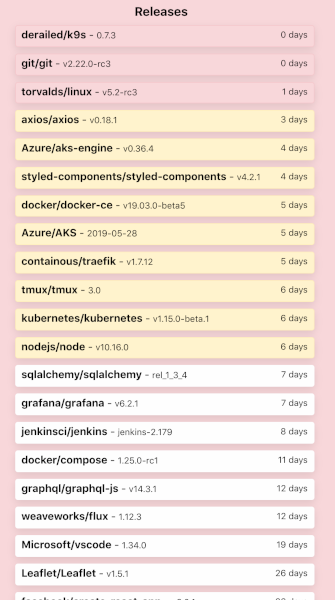 Releases
derailed/k9s - 0.7.3 0 days
git/git - v2.22.0-rc3 0 days
torvalds/linux - v5.2-rc3 1 days
axios/axios - v0.18.1 3 days
Azure/aks-engine - v0.36.4 4 days
styled-components/styled-components - v4.2.1 4 days
docker/docker-ce - v19.03.0-beta5 5 days
Azure/AKS - 2019-05-28 5 days
containous/traefik - v1.7.12 5 days
tmux/tmux - 3.0 6 days
kubernetes/kubernetes - v1.15.0-beta.1 6 days
nodejs/node - v10.16.0 6 days
sqlalchemy/sqlalchemy - rel_1_3_4 7 days
grafana/grafana - v6.2.1 7 days
jenkinsci/jenkins - jenkins-2.179 8 days
docker/compose - 1.25.0-rc1 11 days
graphql/graphql-js - v14.3.1 12 days
weaveworks/flux - 1.12.3 12 days
Microsoft/vscode - 1.34.0 19 days
Leaflet/Leaflet - v1.5.1 26 days